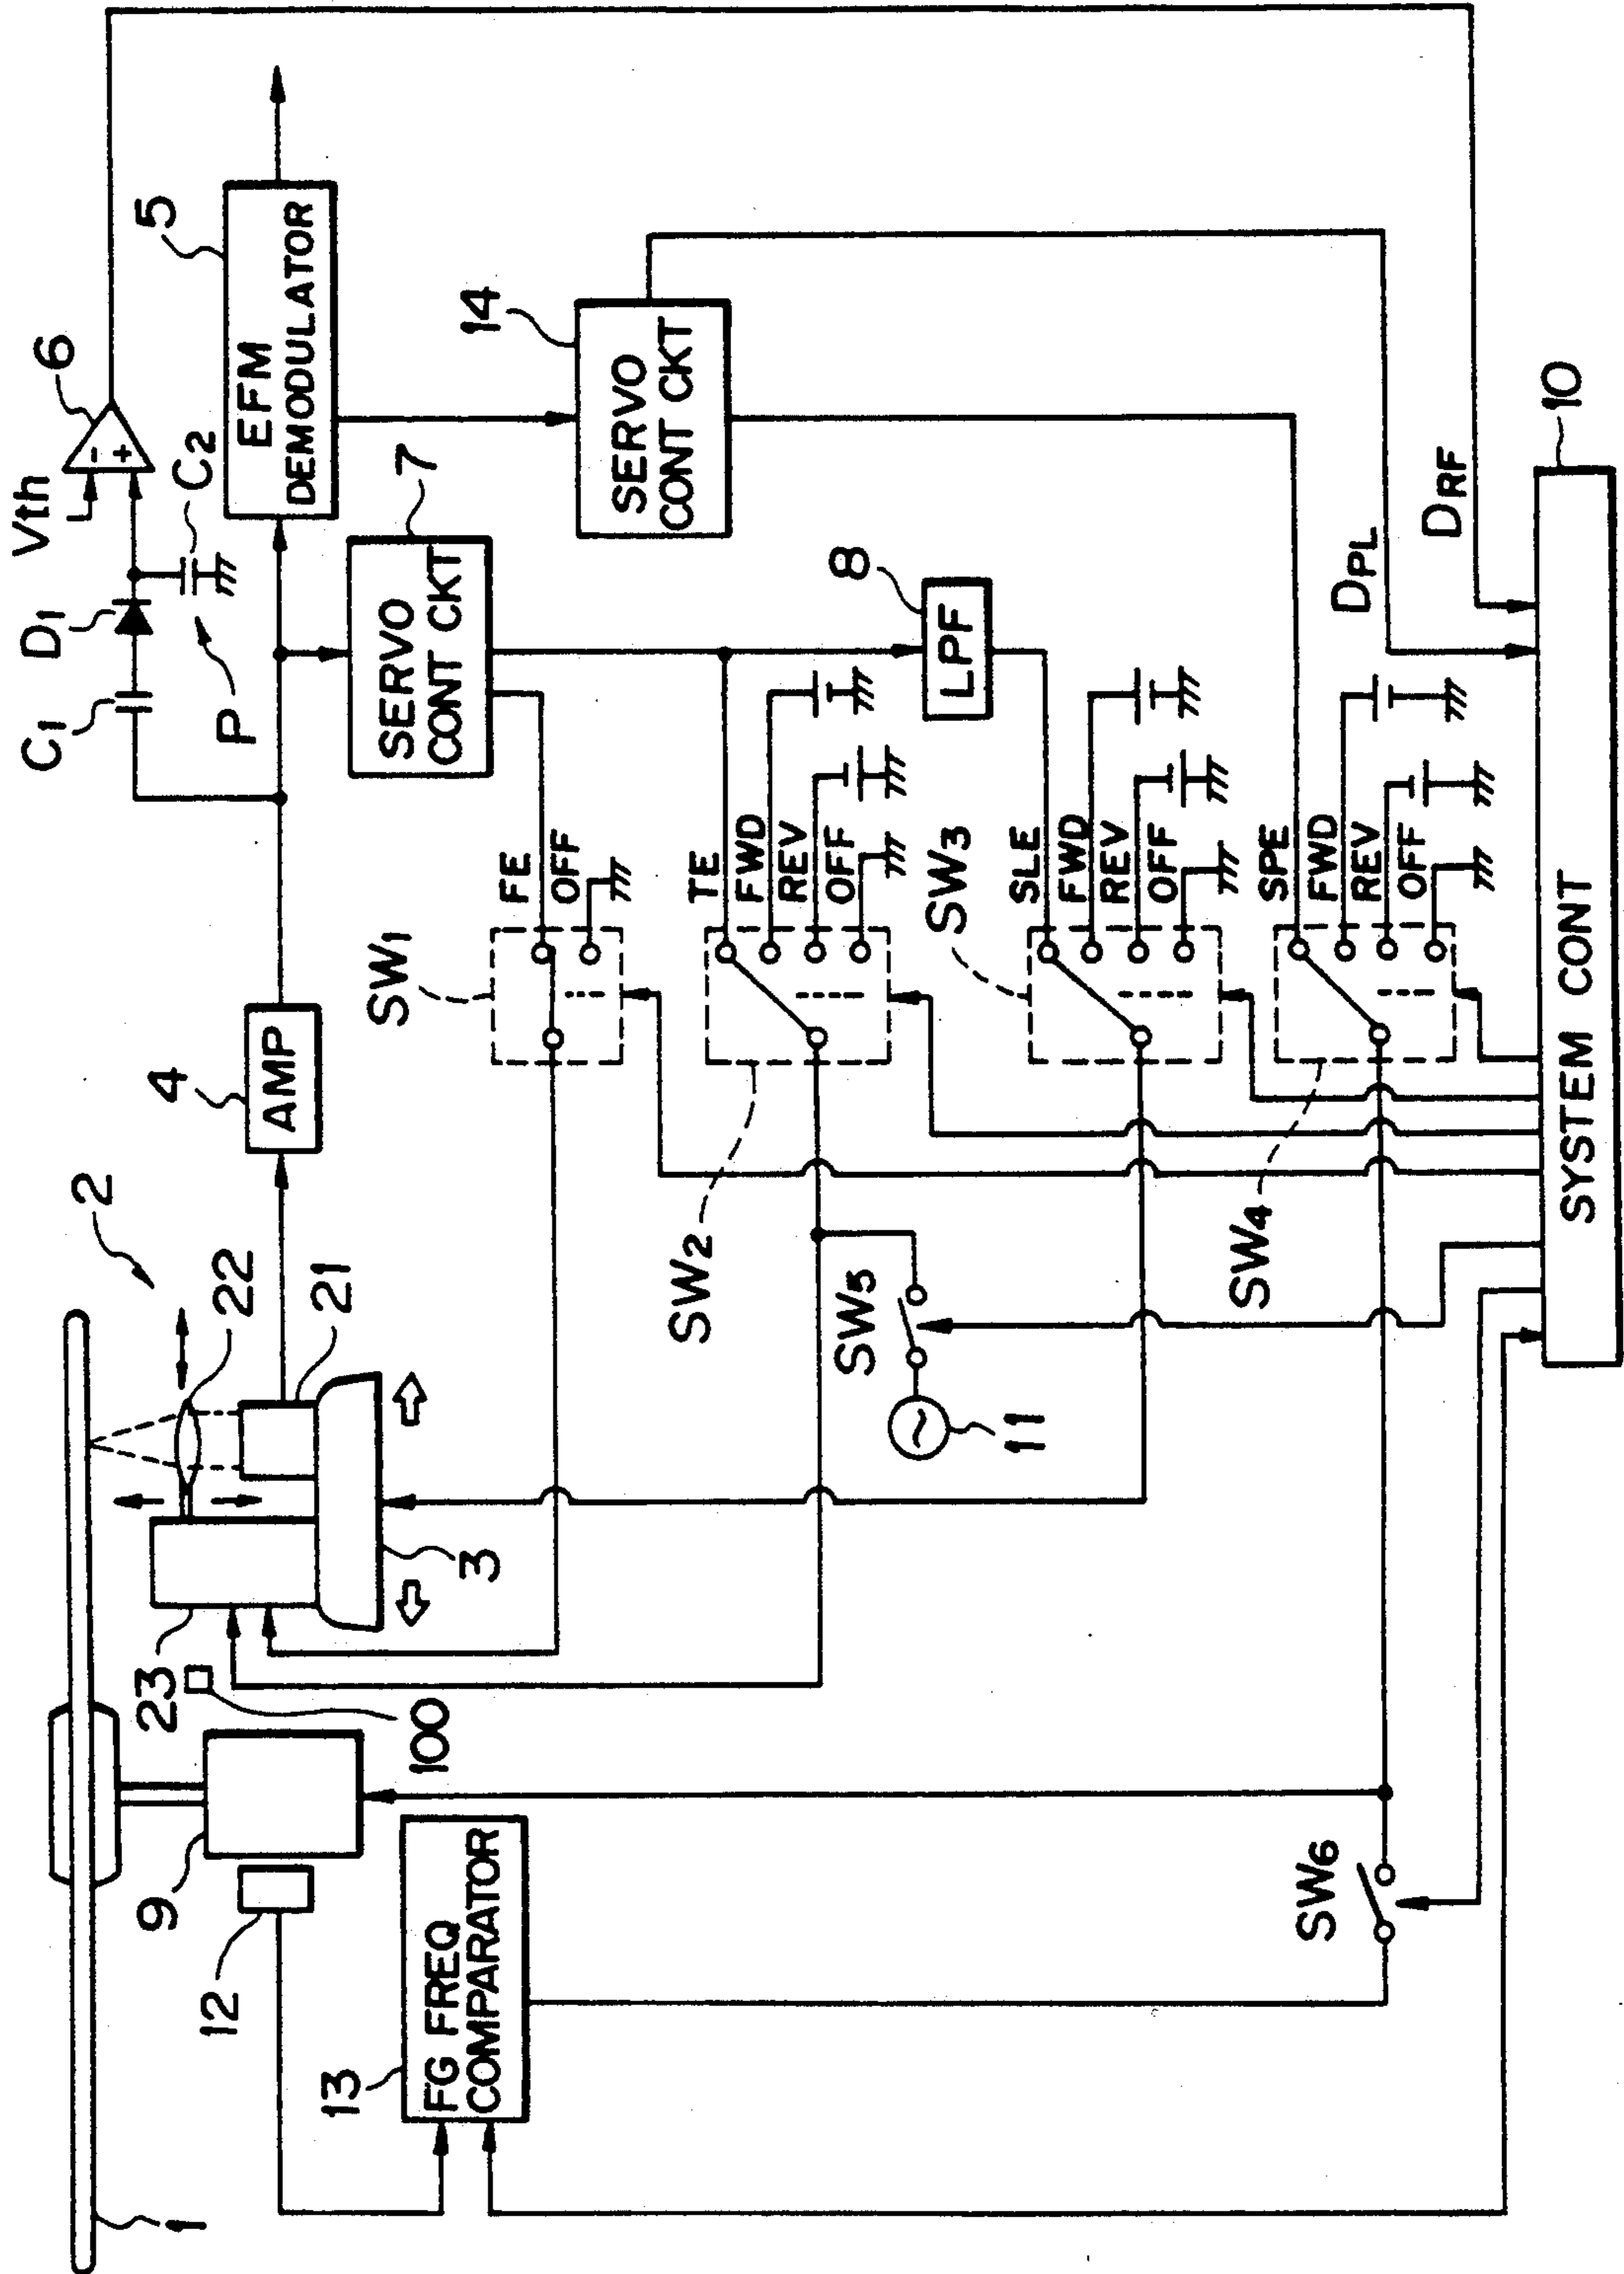 1
9
12
13
FG FREQ
COMPARATOR
23
100
3
2
22
21
4
AMP
C1
D1
C2
P
Vth
6
-
+
5
EFM
DEMODULATOR
7
SERVO
CONT CKT
14
SERVO
CONT CKT
8
LPF
SW1
FE
OFF
SW2
TE
FWD
REV
OFF
SW3
SLE
FWD
REV
OFF
SW4
SPE
FWD
REV
OFF
SW5
~
11
SW6
DPL
DRF
10
SYSTEM CONT